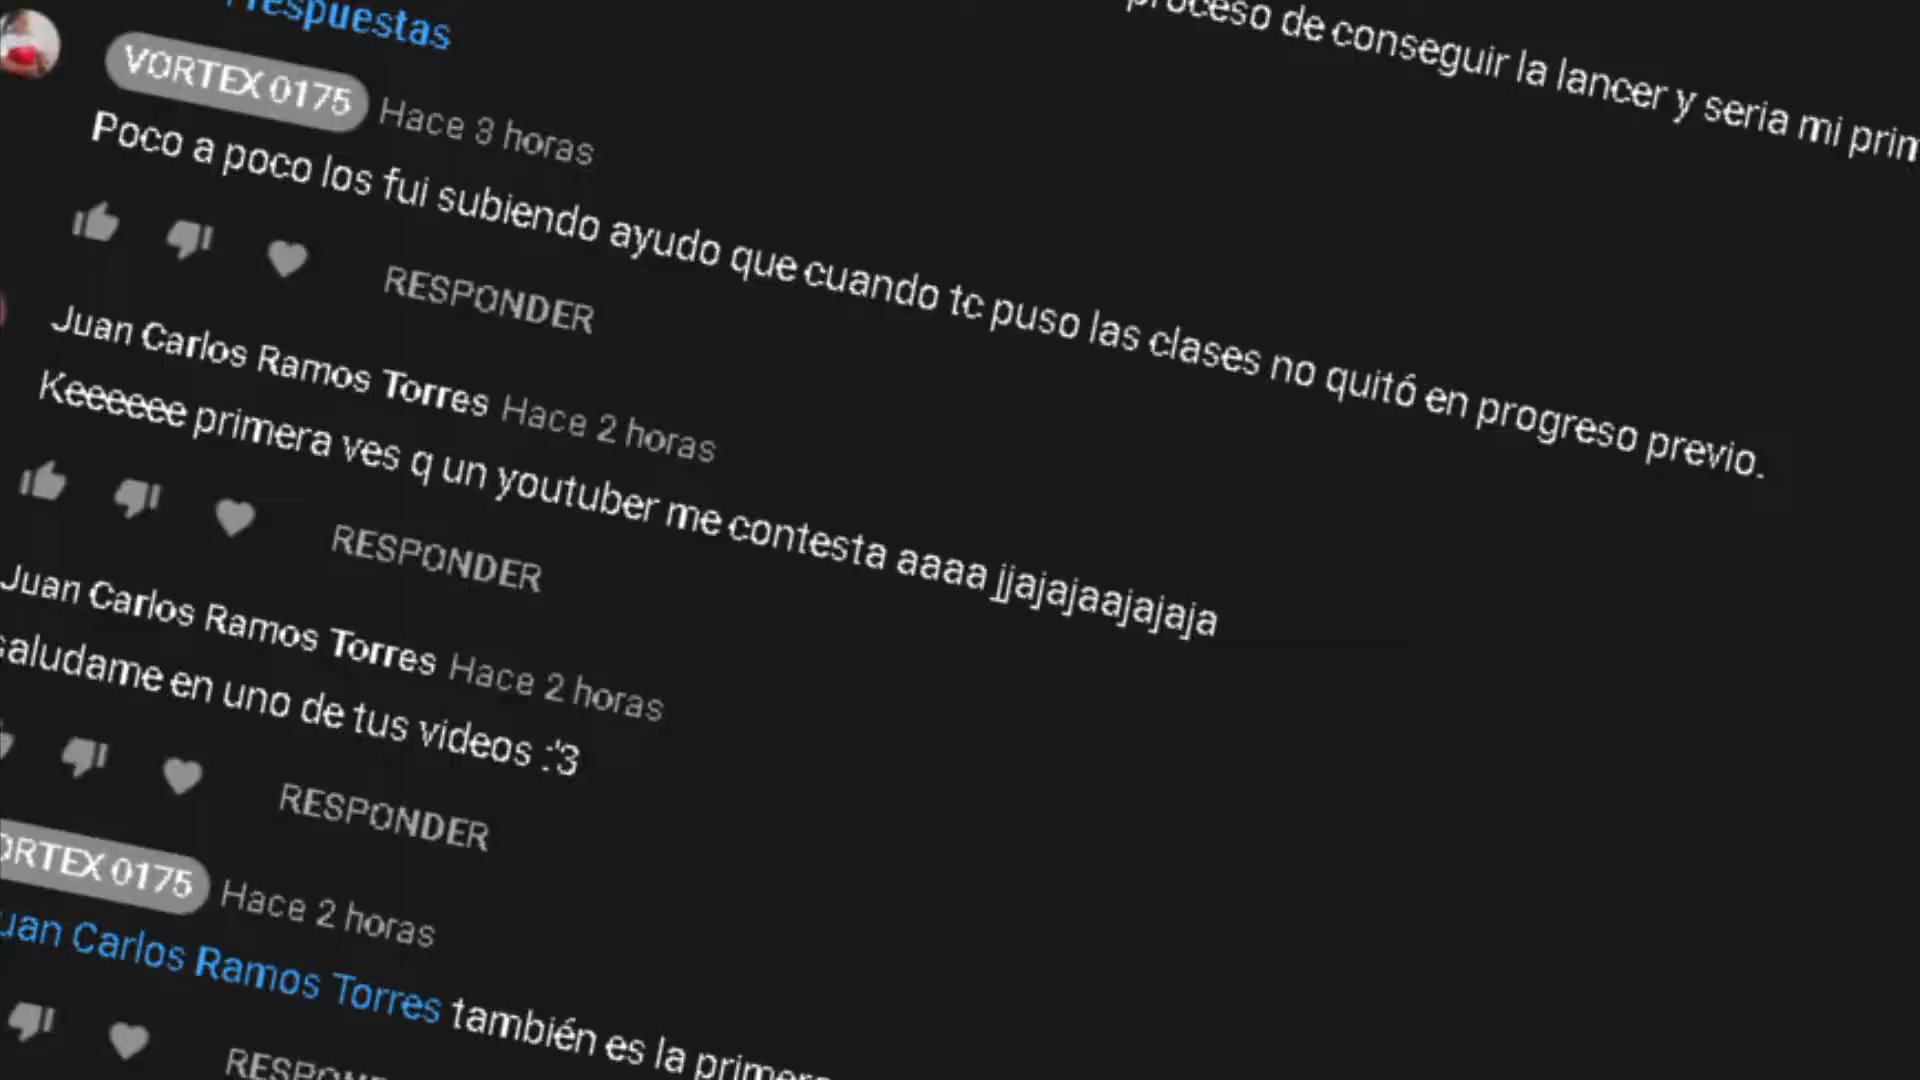 respuestas
proceso de conseguir la lancer y seria mi prim
VORTEX 0175 Hace 3 horas
Poco a poco los fui subiendo ayudo que cuando tc puso las clases no quitó en progreso previo.
RESPONDER
Juan Carlos Ramos Torres Hace 2 horas
Keeeeee primera ves q un youtuber me contesta aaaa jjajajaajajaja
RESPONDER
Juan Carlos Ramos Torres Hace 2 horas
saludame en uno de tus videos :'3
RESPONDER
ORTEX 0175 Hace 2 horas
uan Carlos Ramos Torres también es la primera
RESPONDE